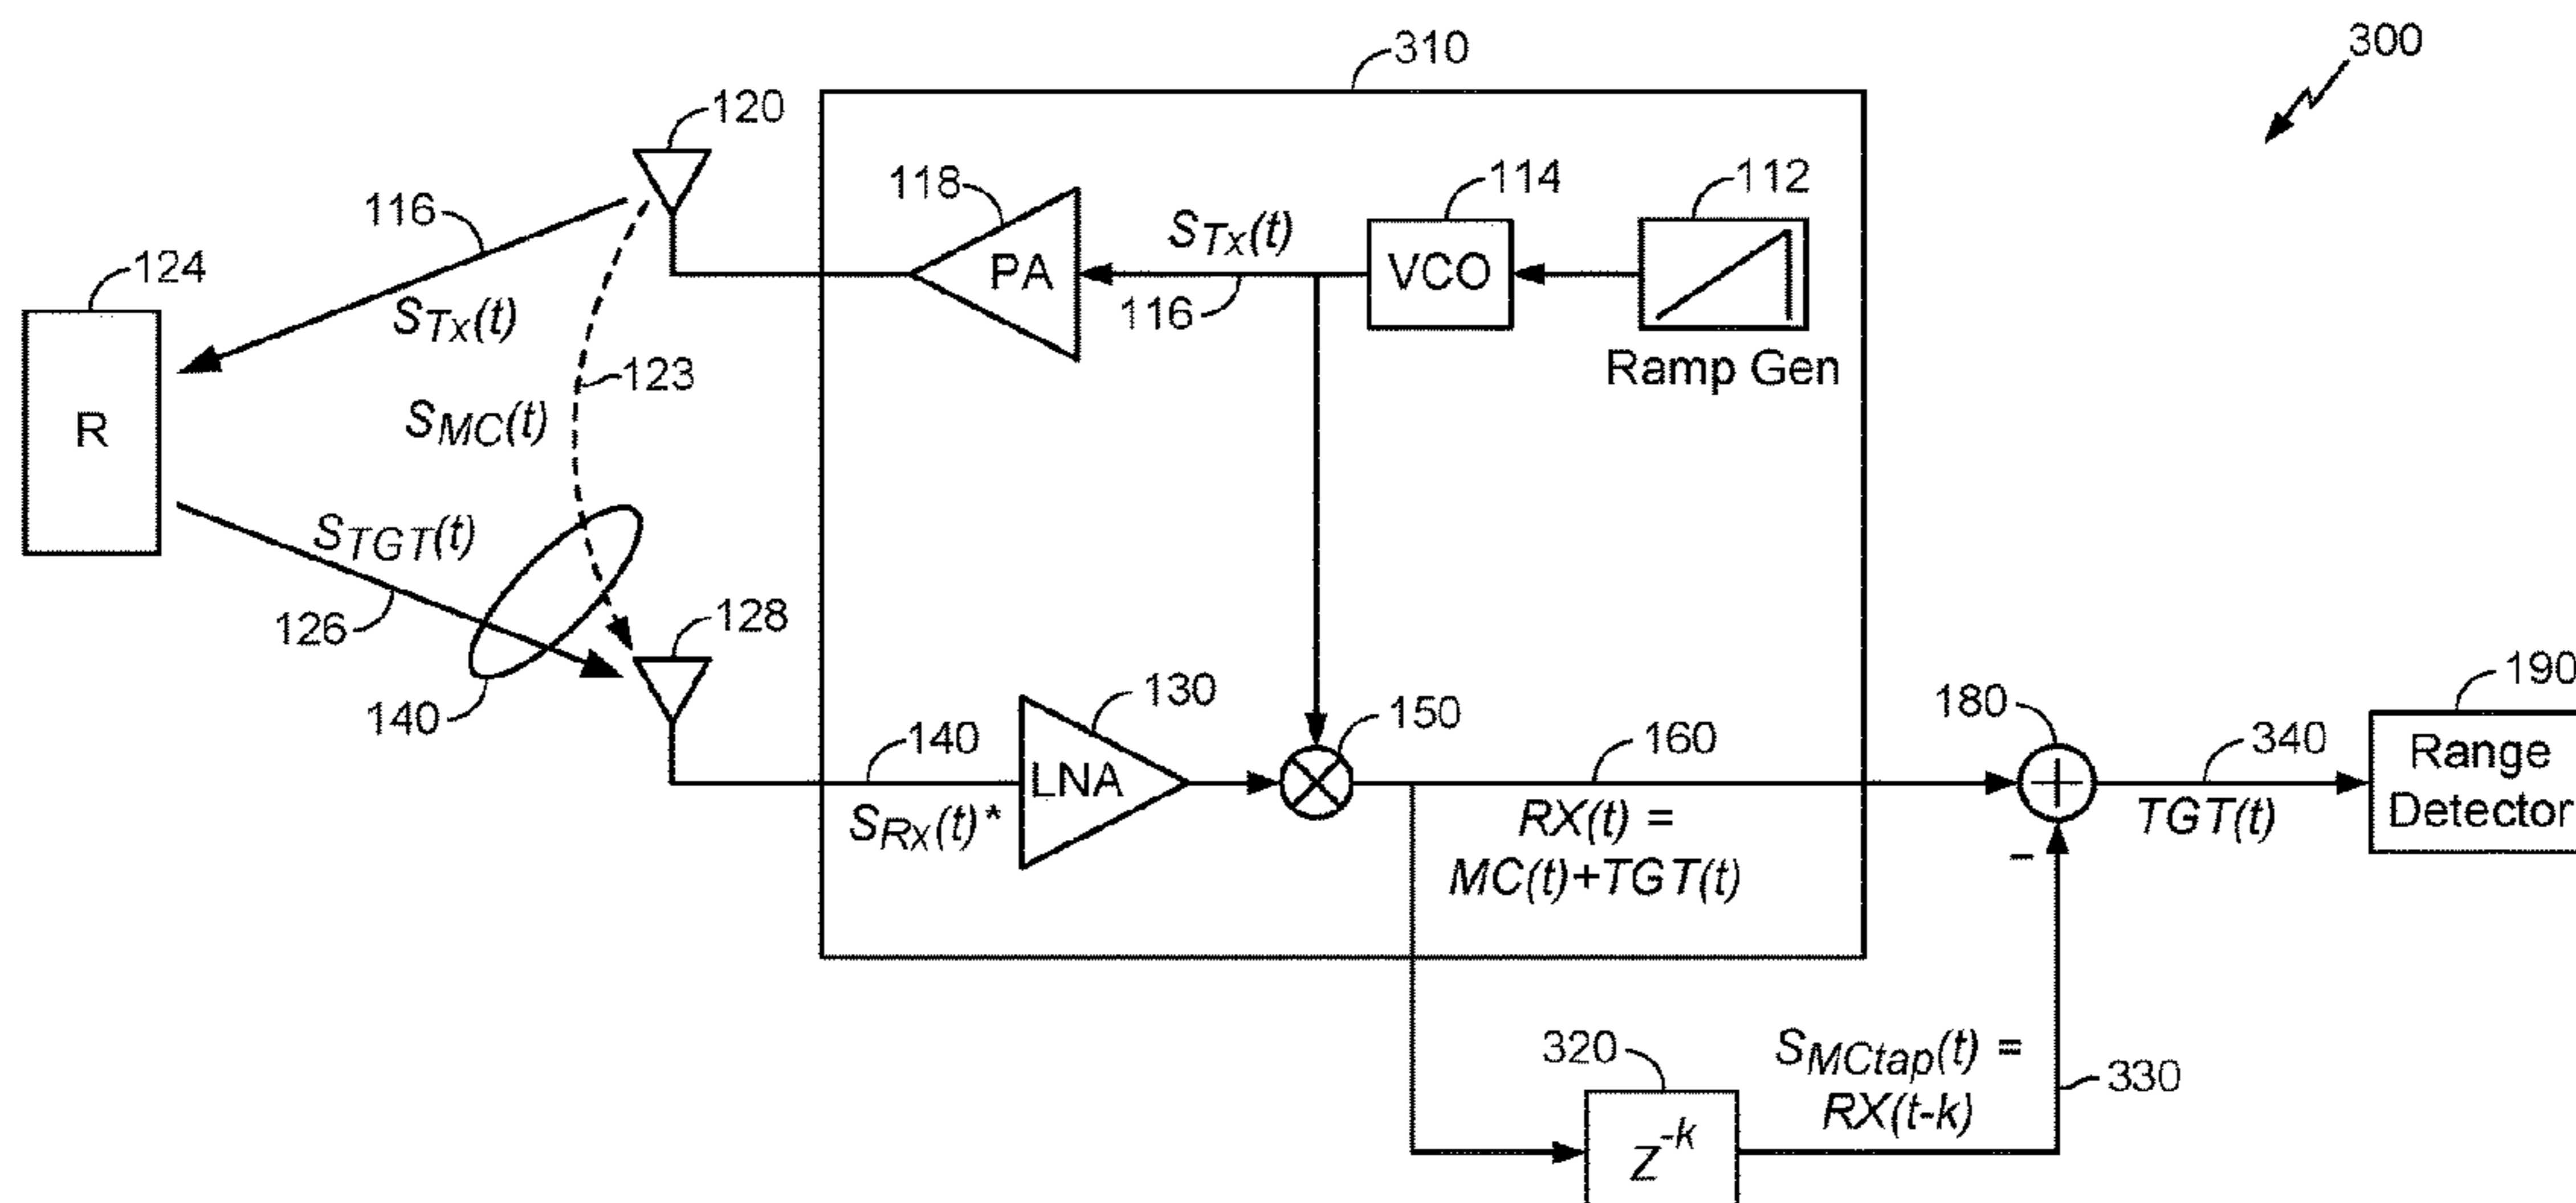 310
300
120
118
114
112
116
S_Tx(t)
PA
VCO
124
116
Ramp Gen
S_Tx(t)
123
R
S_MC(t)
S_TGT(t)
126
128
140
130
150
180
190
140
160
340
LNA
Range
Detector
S_Rx(t)*
RX(t) =
MC(t)+TGT(t)
TGT(t)
–
320
S_MCtap(t) =
RX(t-k)
330
Z^-k